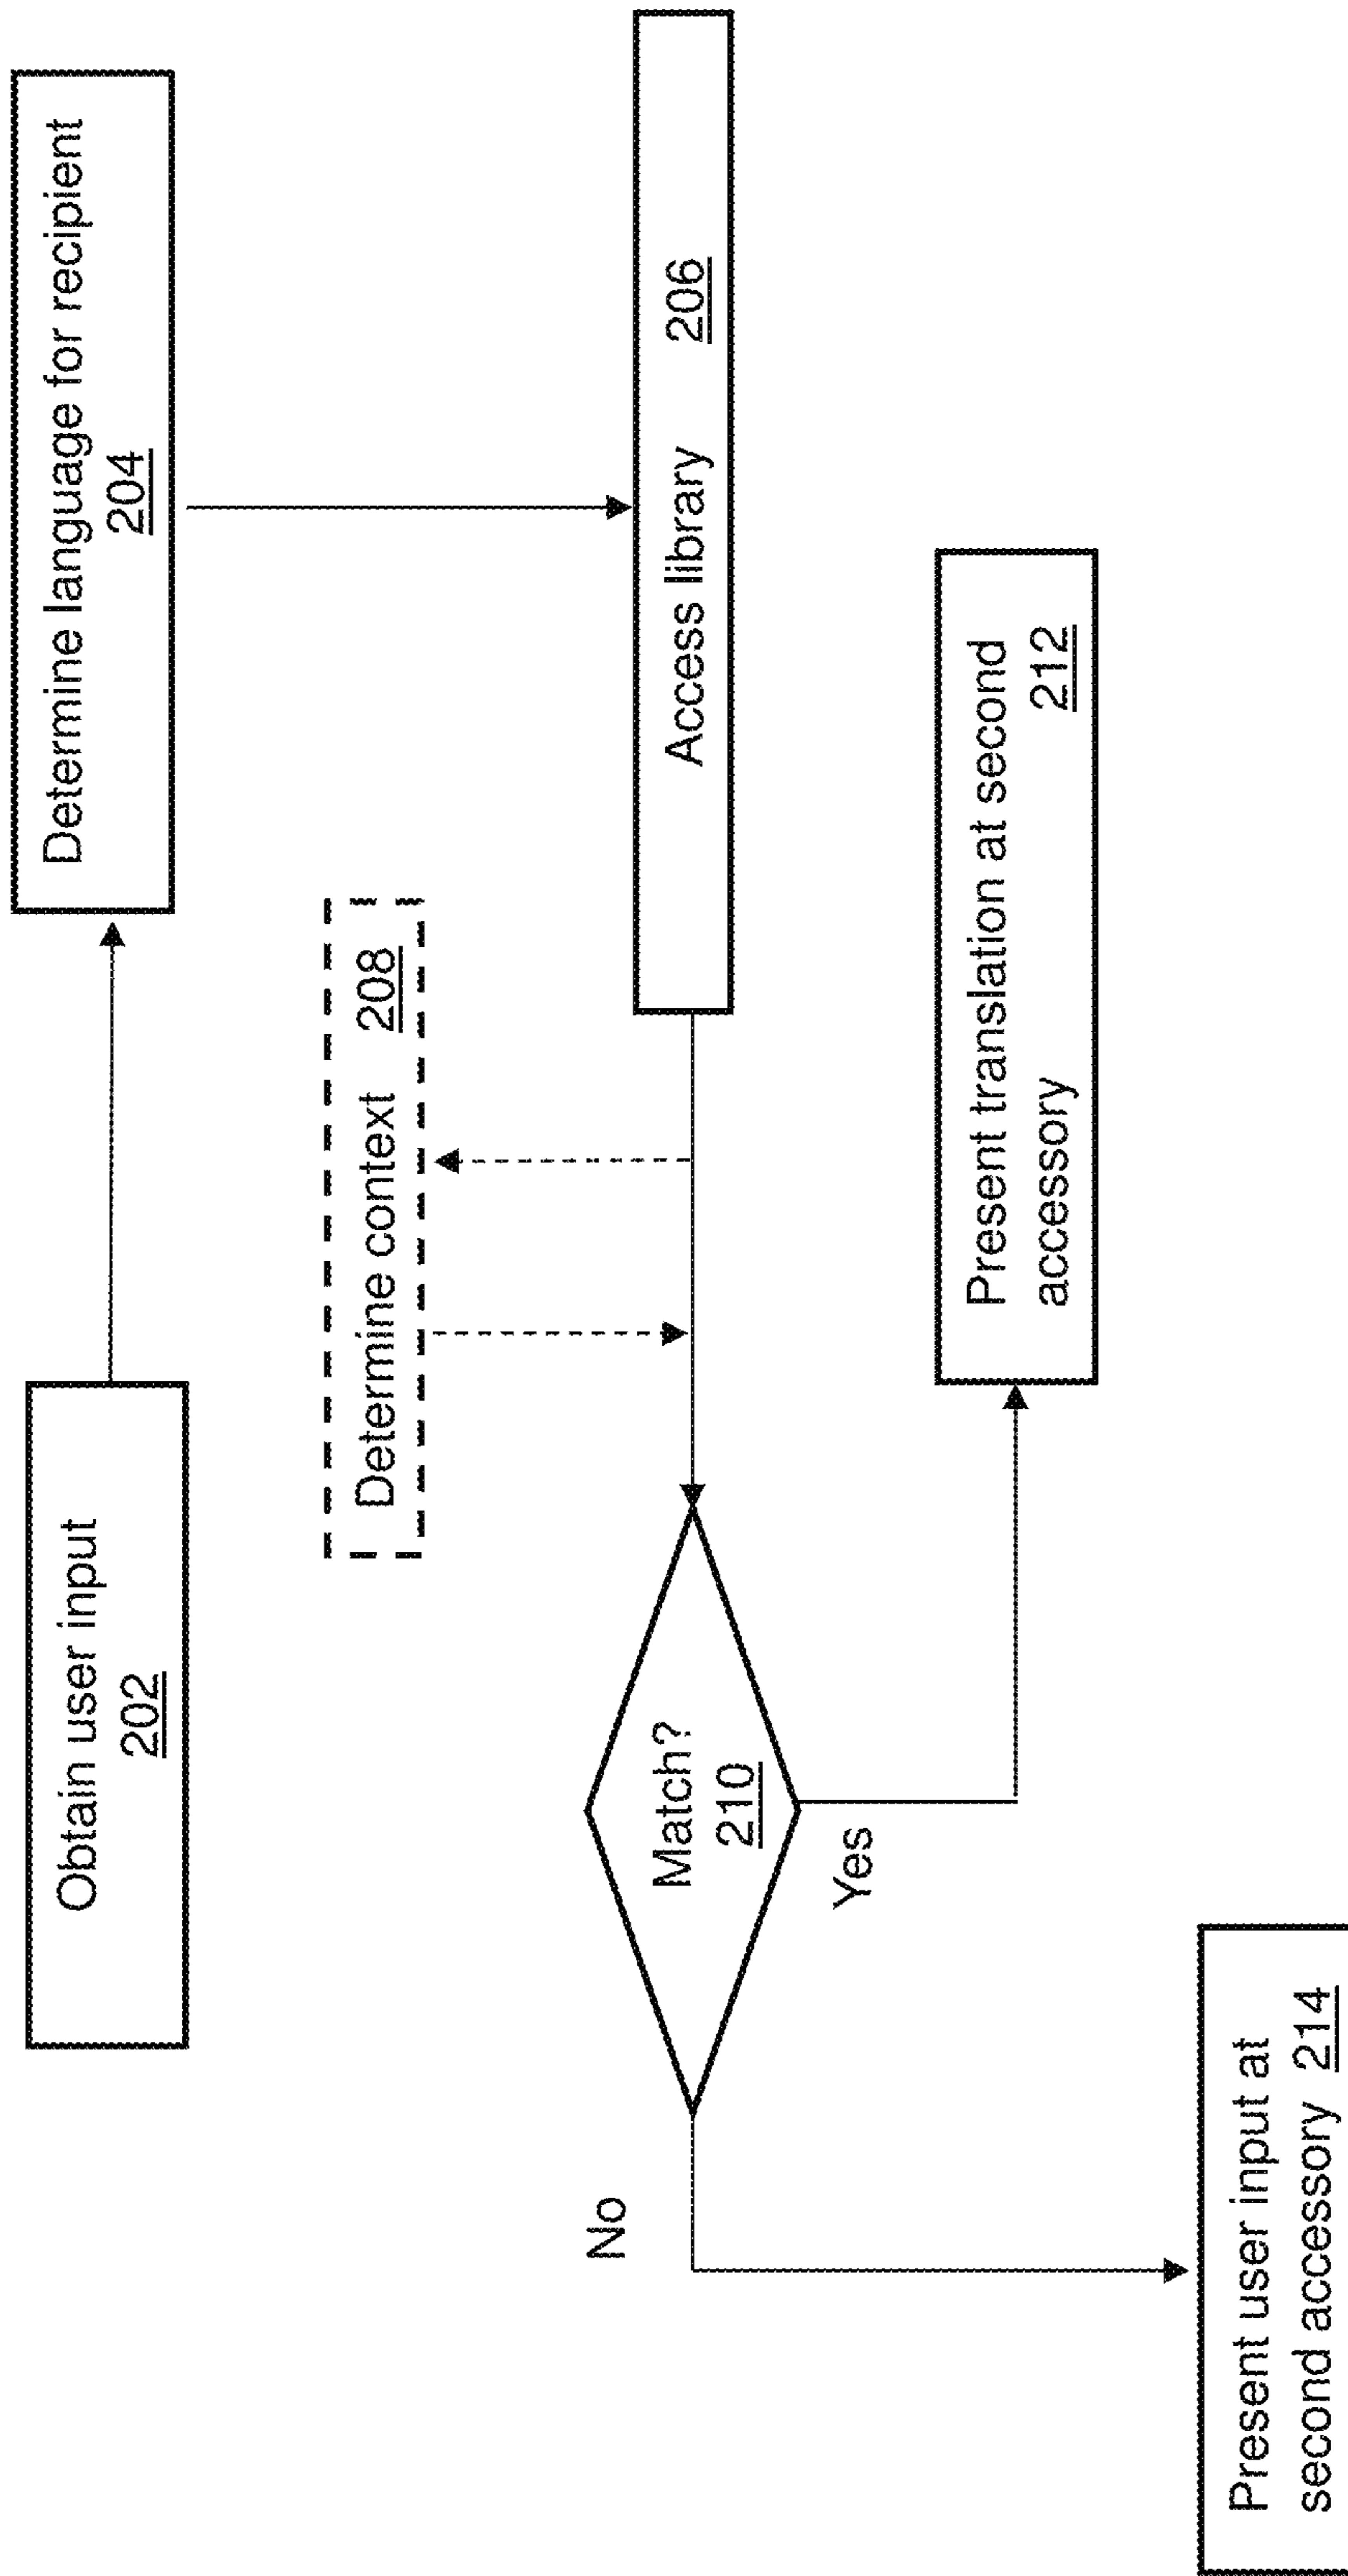 Obtain user input
202
Determine language for recipient
204
Determine context 208
Access library 206
Match?
210
No
Yes
Present translation at second
accessory 212
Present user input at
second accessory 214